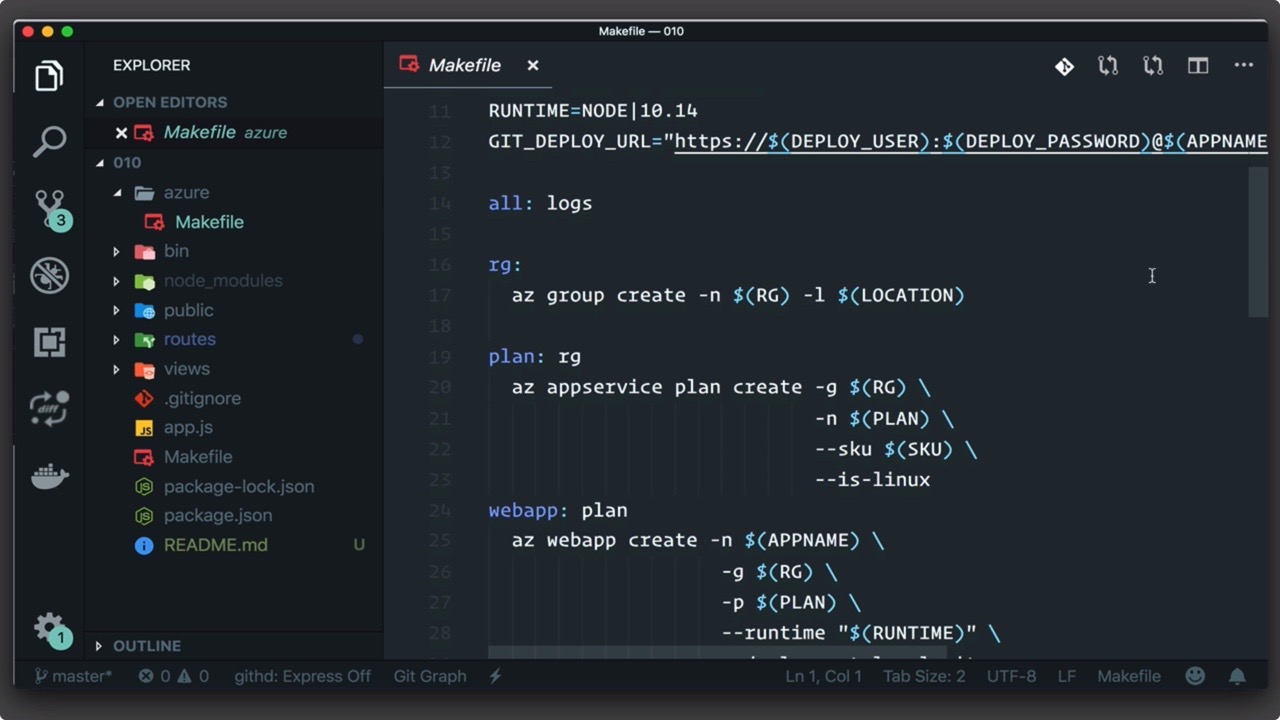 Makefile — 010
EXPLORER
OPEN EDITORS
Makefile azure
010
azure
Makefile
bin
node_modules
public
routes
views
.gitignore
JS app.js
Makefile
package-lock.json
package.json
README.md U
OUTLINE
3
diff
1
Makefile
11 RUNTIME=NODE|10.14
12 GIT_DEPLOY_URL="https://$(DEPLOY_USER):$(DEPLOY_PASSWORD)@$(APPNAME
13
14 all: logs
15
16 rg:
17 az group create -n $(RG) -l $(LOCATION)
18
19 plan: rg
20 az appservice plan create -g $(RG) \
21 -n $(PLAN) \
22 --sku $(SKU) \
23 --is-linux
24 webapp: plan
25 az webapp create -n $(APPNAME) \
26 -g $(RG) \
27 -p $(PLAN) \
28 --runtime "$(RUNTIME)" \
master* 0 0 githd: Express Off Git Graph Ln 1, Col 1 Tab Size: 2 UTF-8 LF Makefile